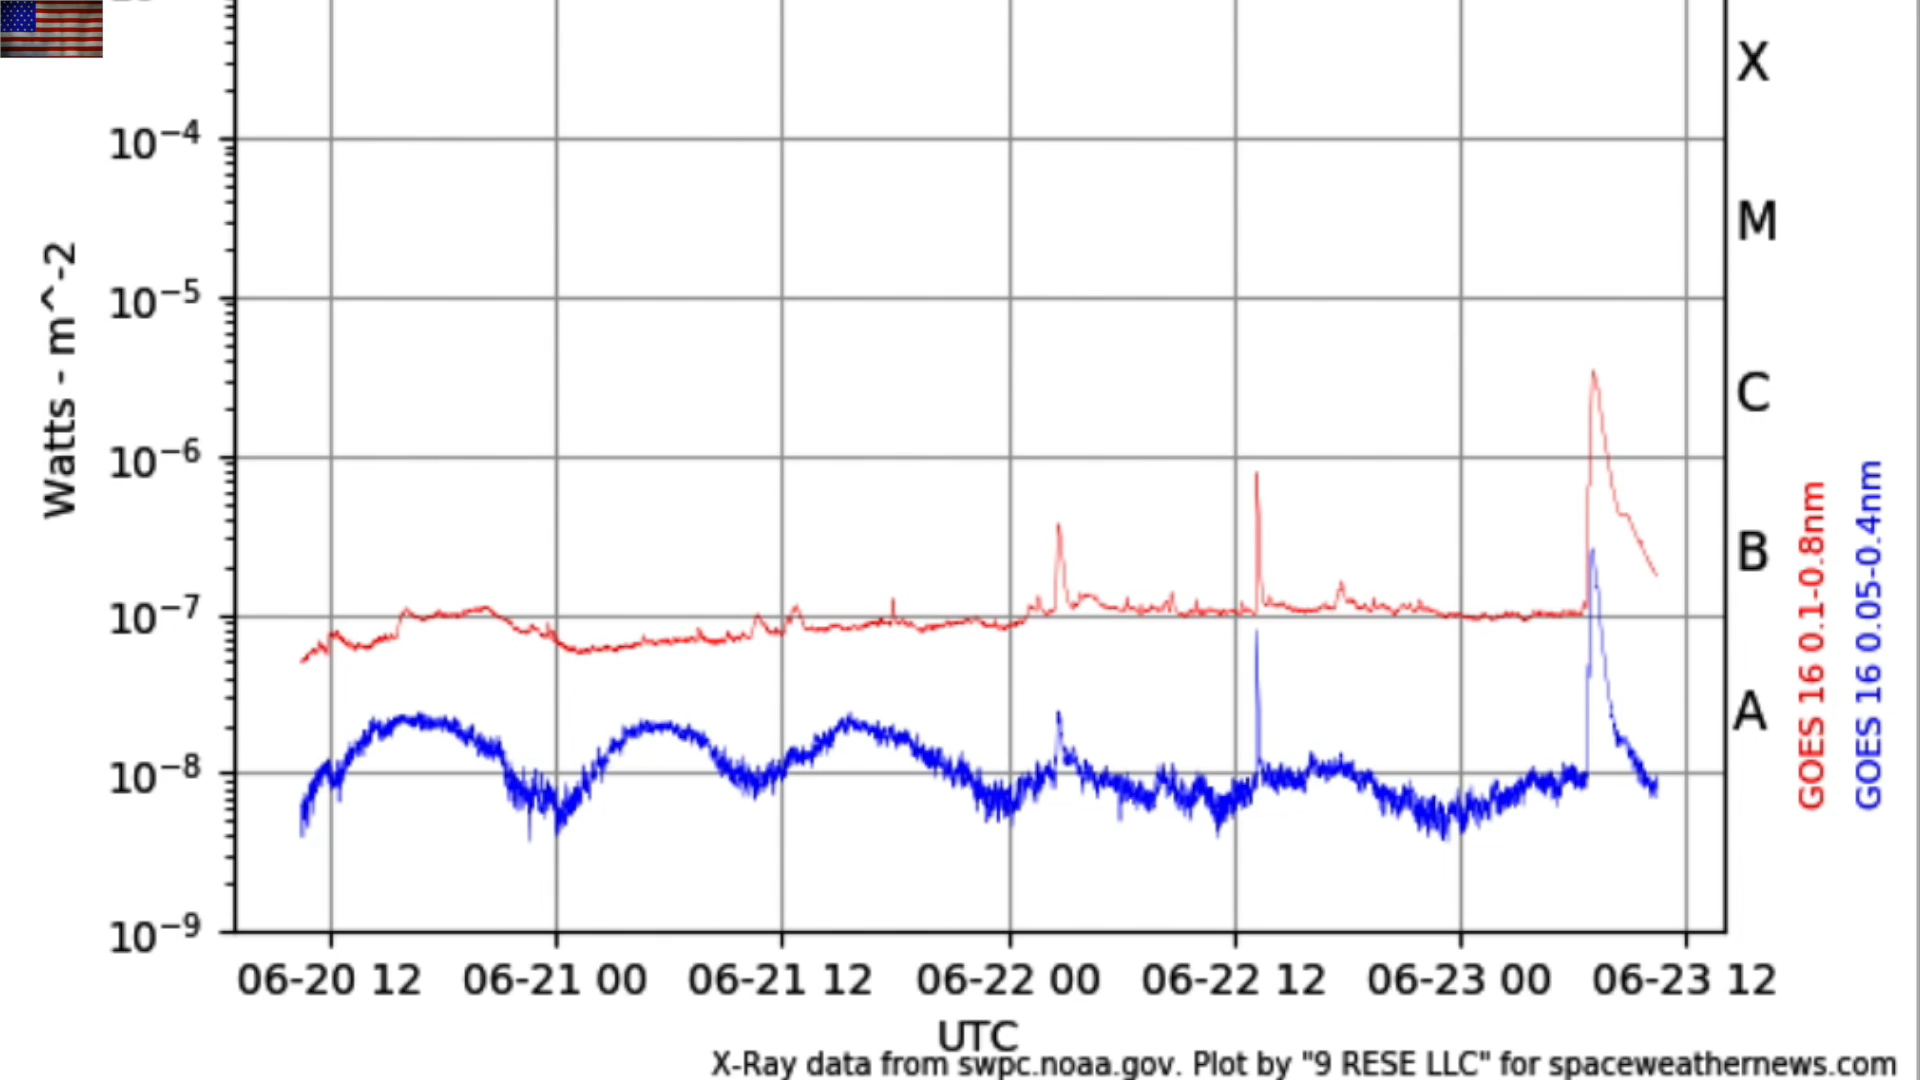 X
10−4
M
10−5
Watts - m^-2
C
10−6
B
10−7
A
10−8
10−9
GOES 16 0.1-0.8nm
GOES 16 0.05-0.4nm
06-20 12 06-21 00 06-21 12 06-22 00 06-22 12 06-23 00 06-23 12
UTC
X-Ray data from swpc.noaa.gov. Plot by "9 RESE LLC" for spaceweathernews.com